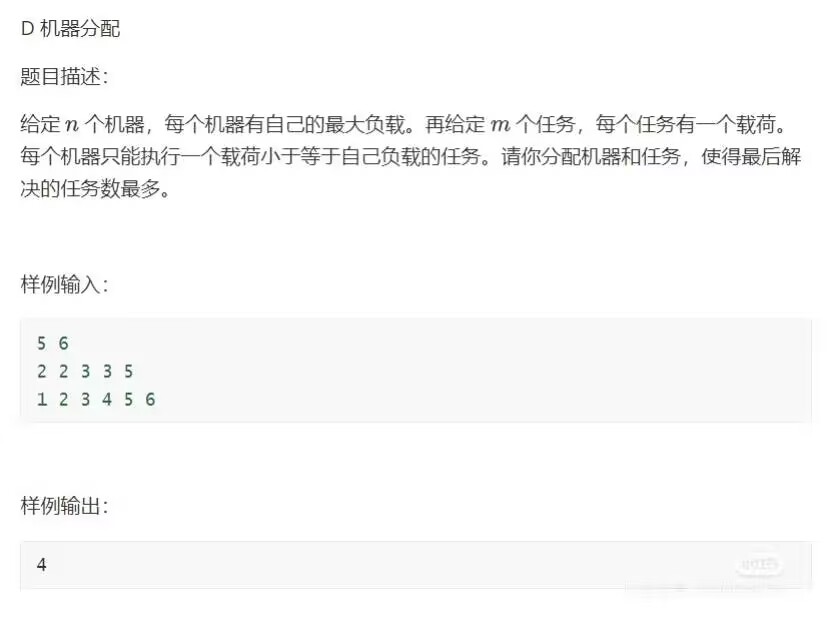 D 机器分配
题目描述：
给定 n 个机器，每个机器有自己的最大负载。再给定 m 个任务，每个任务有一个载荷。
每个机器只能执行一个载荷小于等于自己负载的任务。请你分配机器和任务，使得最后解
决的任务数最多。
样例输入：
5 6
2 2 3 3 5
1 2 3 4 5 6
样例输出：
4